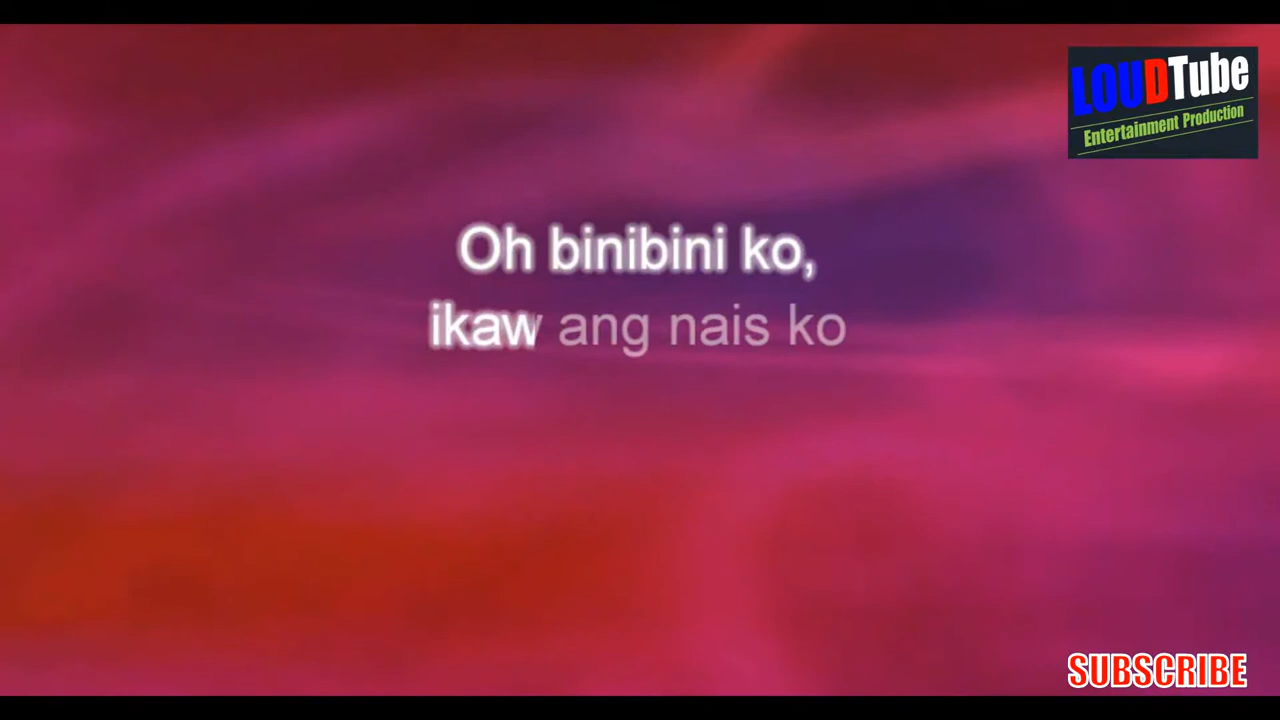 LOUDTube
Entertainment Production
Oh binibini ko,
ikaw ang nais ko
SUBSCRIBE